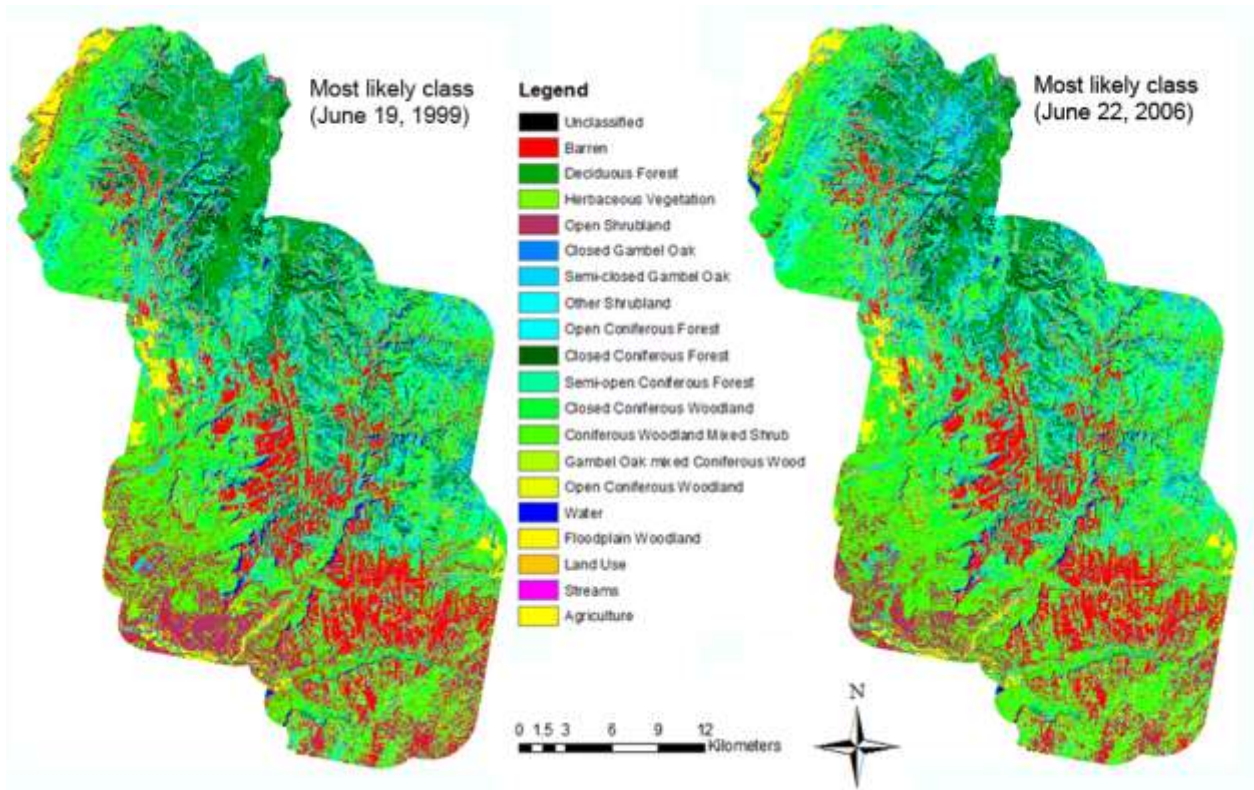 Most likely class
(June 19, 1999)
Legend
Unclassified
Barren
Deciduous Forest
Herbaceous Vegetation
Open Shrubland
Closed Gambel Oak
Semi-closed Gambel Oak
Other Shrubland
Open Coniferous Forest
Closed Coniferous Forest
Semi-open Coniferous Forest
Closed Coniferous Woodland
Coniferous Woodland Mixed Shrub
Gambel Oak mixed Coniferous Wood
Open Coniferous Woodland
Water
Floodplain Woodland
Land Use
Streams
Agriculture
0 1.5 3 6 9 12
Kilometers
Most likely class
(June 22, 2006)
N